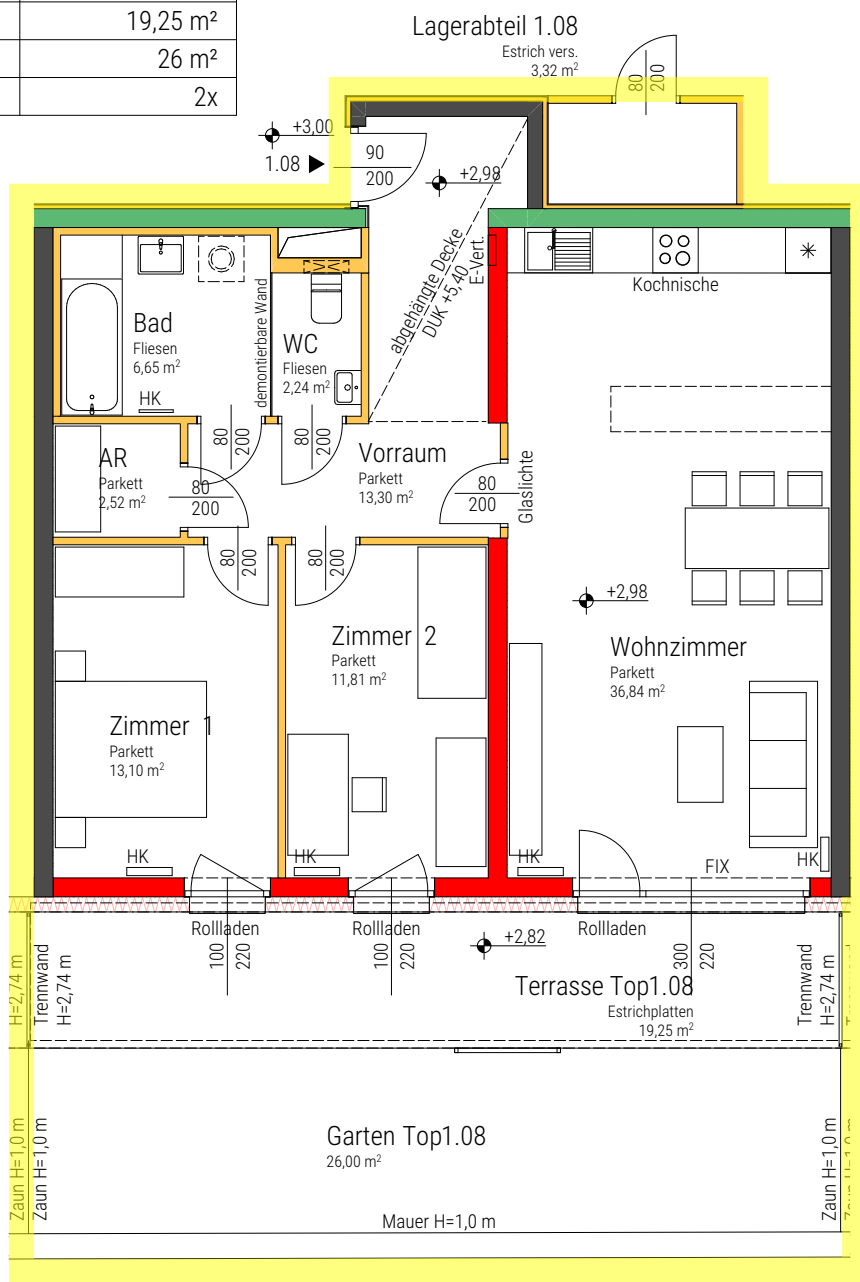 19,25 m²
26 m²
2x
Lagerabteil 1.08
Estrich vers.
3,32 m²
80
200
+3,00
1.08
90
200
+2,98
abgehängte Decke
DUK +5,40
E-Vert.
Kochnische
Bad
Fliesen
6,65 m²
HK
demontierbare Wand
WC
Fliesen
2,24 m²
80
200
80
200
AR
Parkett
2,52 m²
80
200
Vorraum
Parkett
13,30 m²
80
200
Glaslichte
80
200
80
200
+2,98
Zimmer 2
Parkett
11,81 m²
Wohnzimmer
Parkett
36,84 m²
Zimmer 1
Parkett
13,10 m²
HK
HK
HK
FIX
HK
Rollladen
100
220
Rollladen
100
220
+2,82
Rollladen
300
220
H=2,74 m
Trennwand
H=2,74 m
Terrasse Top1.08
Estrichplatten
19,25 m²
Trennwand
H=2,74 m
Zaun H=1,0 m
Zaun H=1,0 m
Garten Top1.08
26,00 m²
Zaun H=1,0 m
Mauer H=1,0 m